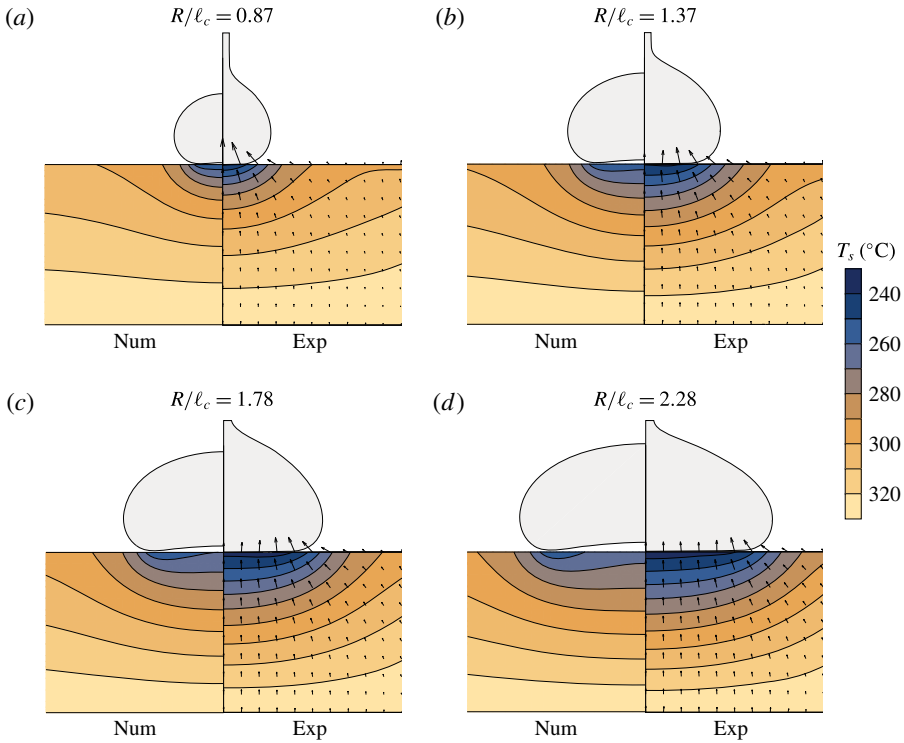 (a)
R/ℓc = 0.87
(b)
R/ℓc = 1.37
Num
Exp
Num
Exp
Ts (°C)
240
260
280
300
320
(c)
R/ℓc = 1.78
(d)
R/ℓc = 2.28
Num
Exp
Num
Exp